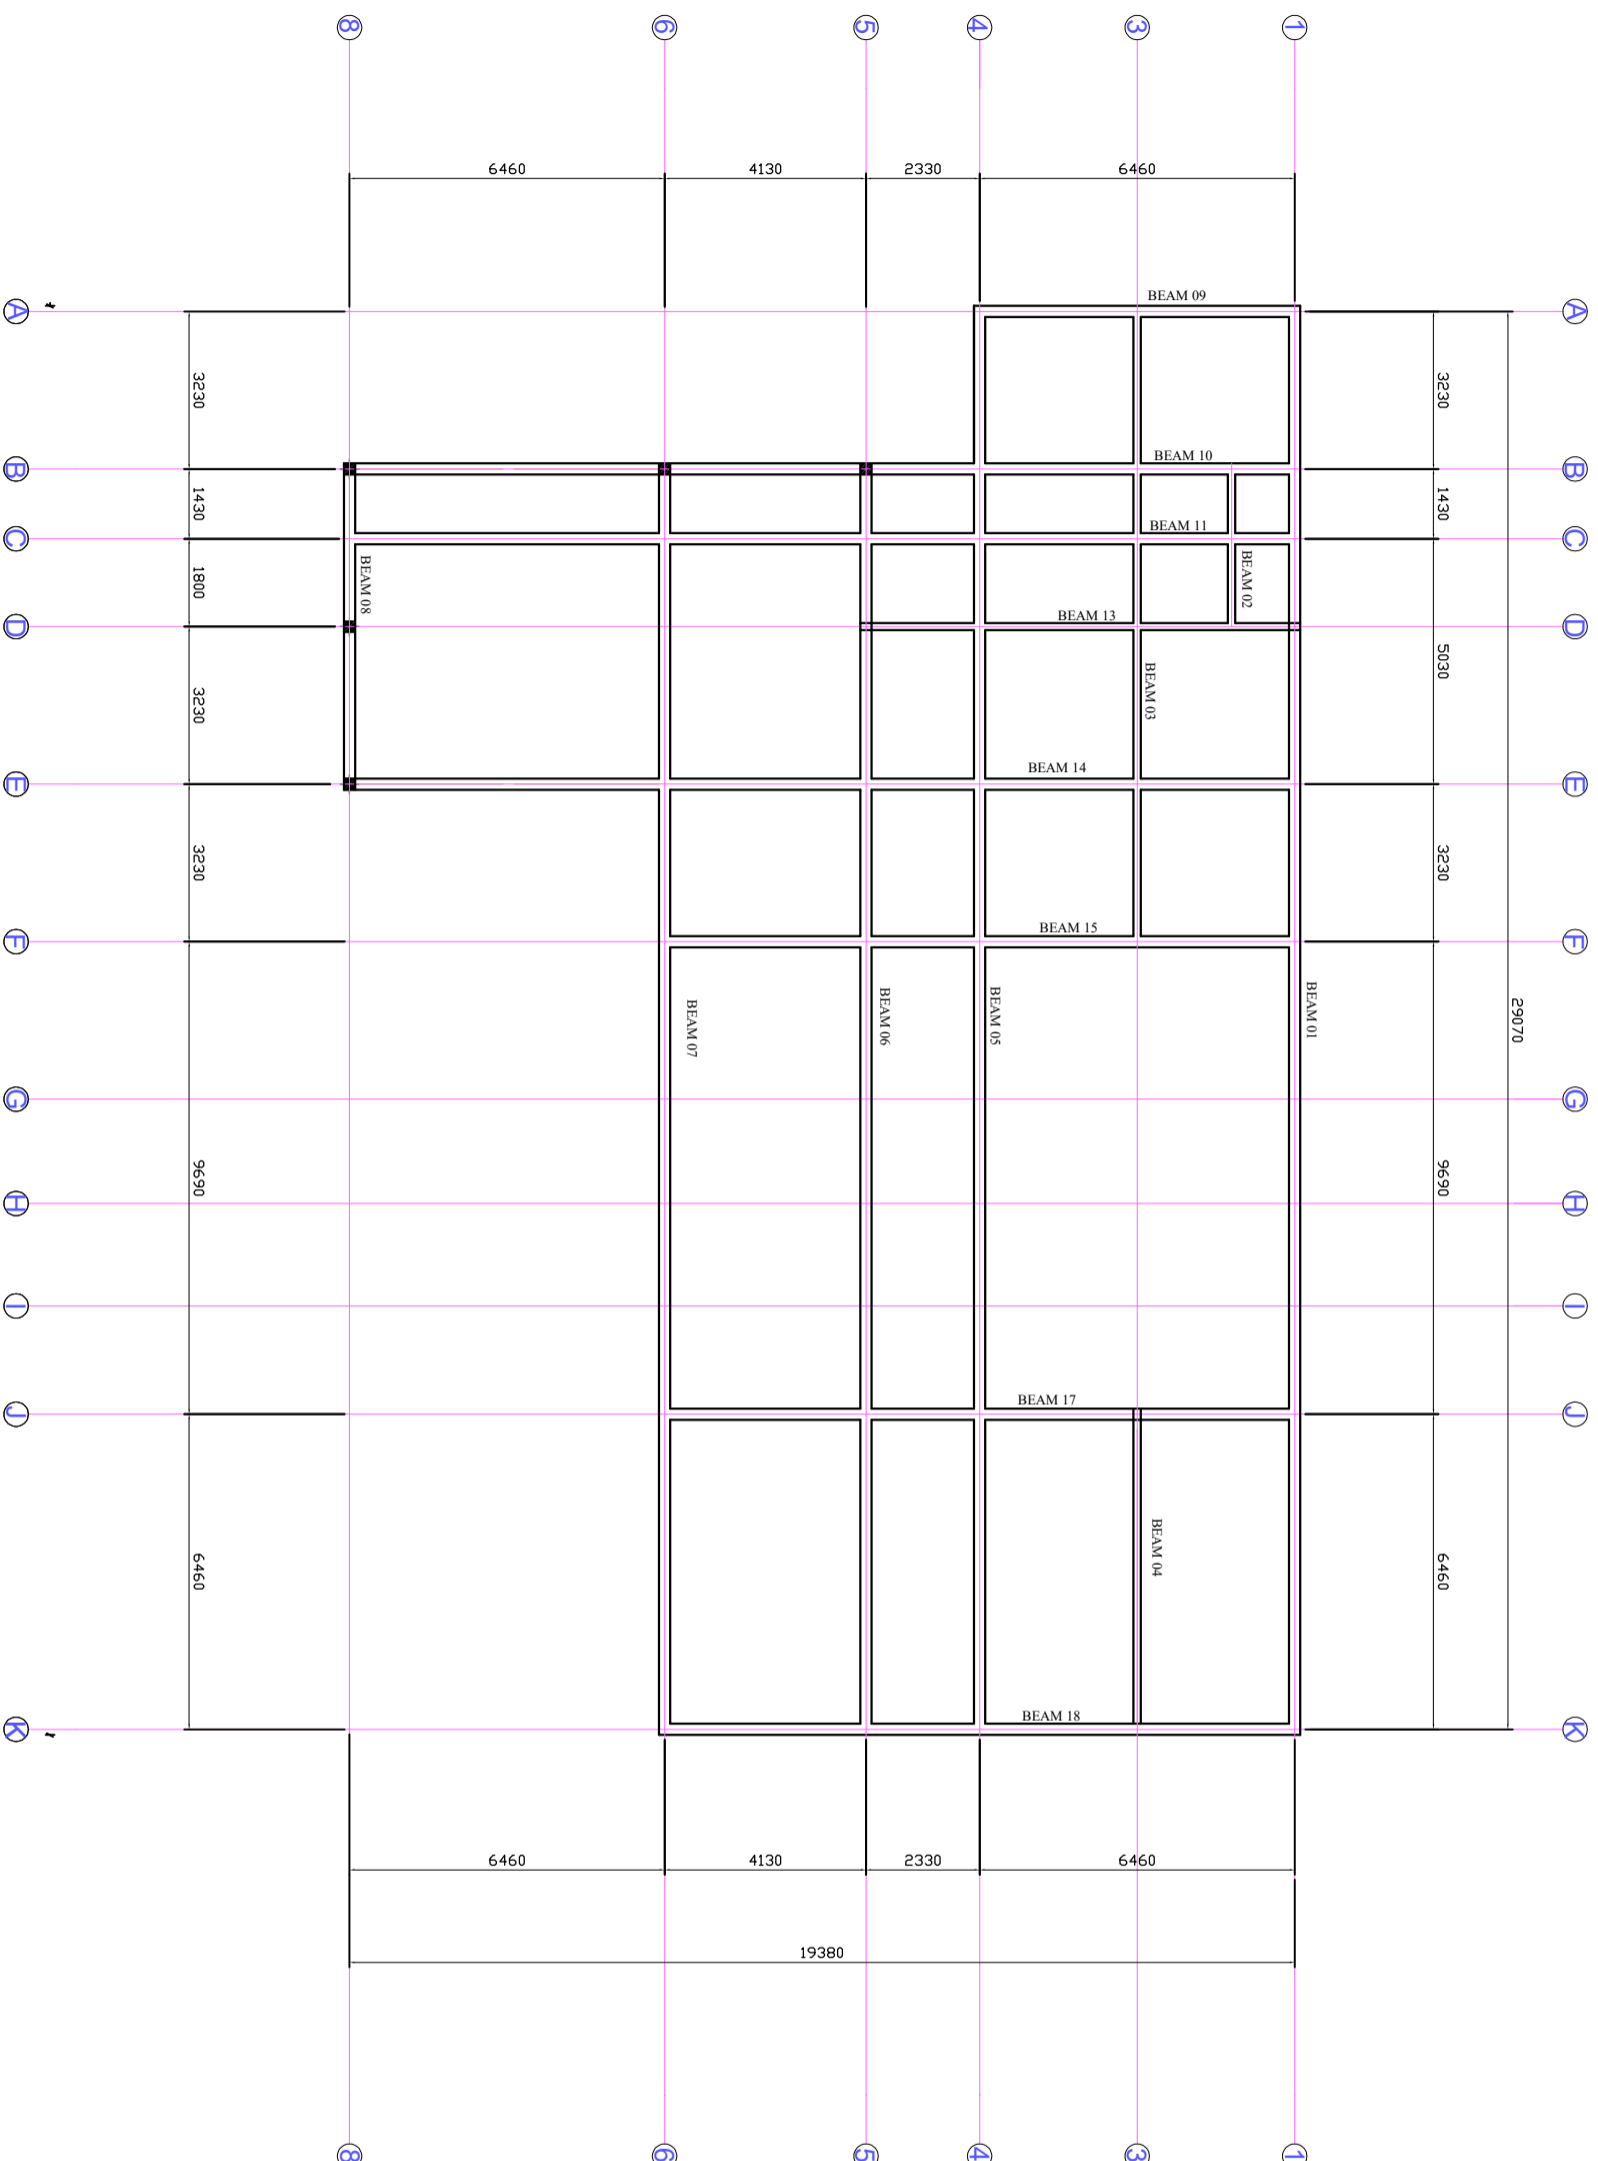 8 6 5 4 3 1
6460 4130 2330 6460
BEAM 09
A A
3230 3230
BEAM 10
B B
1430 1430
BEAM 11
C C
1800 BEAM 08 BEAM 02
BEAM 13
D D
5030
3230 BEAM 03
BEAM 14
E E
3230 3230
BEAM 15
F F
BEAM 07 BEAM 06 BEAM 05 BEAM 01 29070
G G
9690 9690
H H
I I
BEAM 17
J J
6460 BEAM 04 6460
BEAM 18
K K
6460 4130 2330 6460
19380
8 6 5 4 3 1